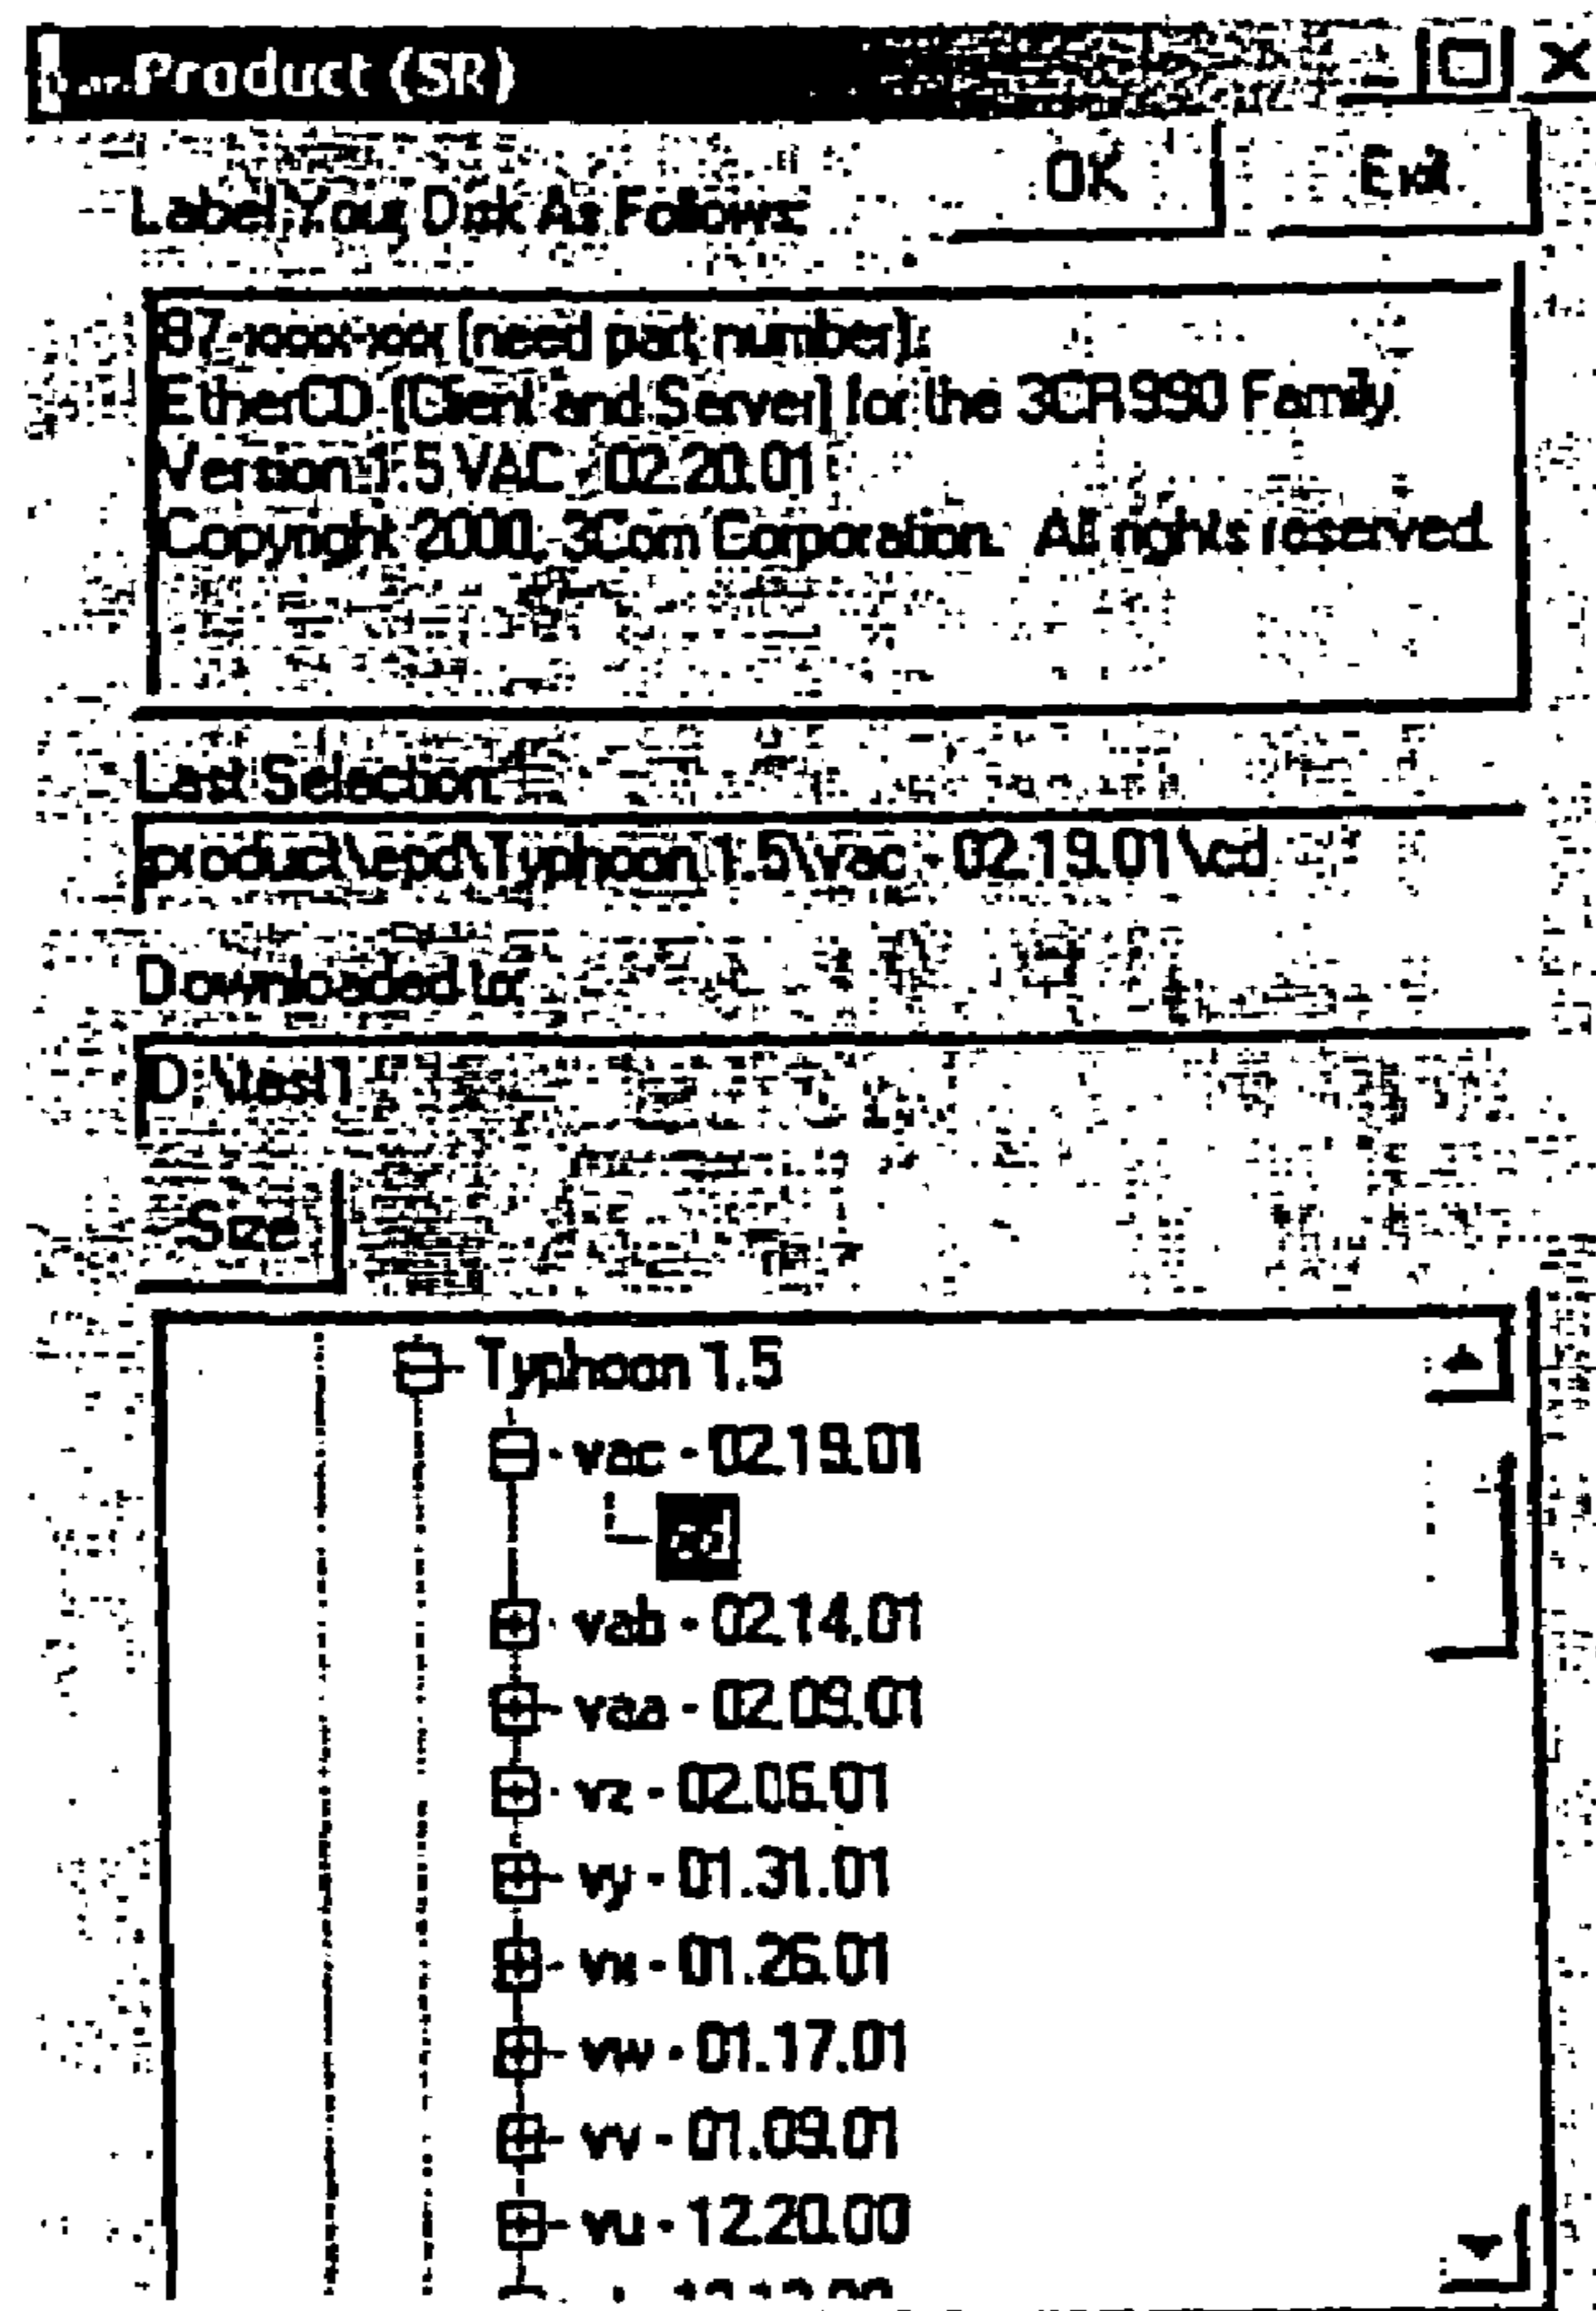 Product (SR)
OK Exit
Label Your Disk As Follows:
87-xxxx-xxx (need part number).
EtherCD (Client and Server) for the 3CR990 Family.
Version 1.5 VAC - 02.20.01
Copyright 2000, 3Com Corporation. All rights reserved.
Last Selection:
product\epd\Typhoon 1.5\vac - 02.19.01\cd
Downloaded to:
D:\test1
Size
Typhoon 1.5
vac - 02.19.01
cd
vab - 02.14.01
vaa - 02.09.01
vz - 02.06.01
vy - 01.31.01
vx - 01.26.01
vw - 01.17.01
vv - 01.09.01
vu - 12.20.00